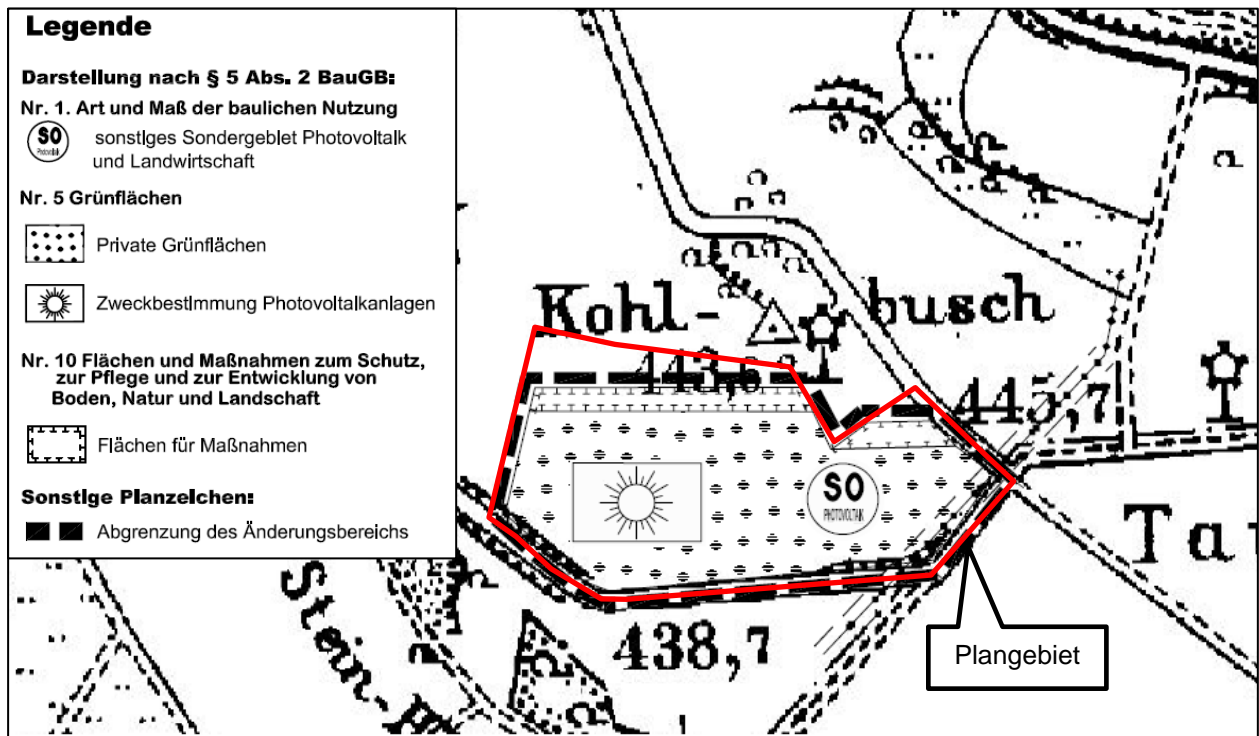 Legende
Darstellung nach § 5 Abs. 2 BauGB:
Nr. 1. Art und Maß der baulichen Nutzung
SO
Photovoltaik
sonstiges Sondergebiet Photovoltaik
und Landwirtschaft
Nr. 5 Grünflächen
Private Grünflächen
Zweckbestimmung Photovoltaikanlagen
Nr. 10 Flächen und Maßnahmen zum Schutz,
zur Pflege und zur Entwicklung von
Boden, Natur und Landschaft
Flächen für Maßnahmen
Sonstige Planzeichen:
Abgrenzung des Änderungsbereichs
Kohl-
busch
445,7
SO
PHOTOVOLTAIK
Ta
Stein-
438,7
Plangebiet